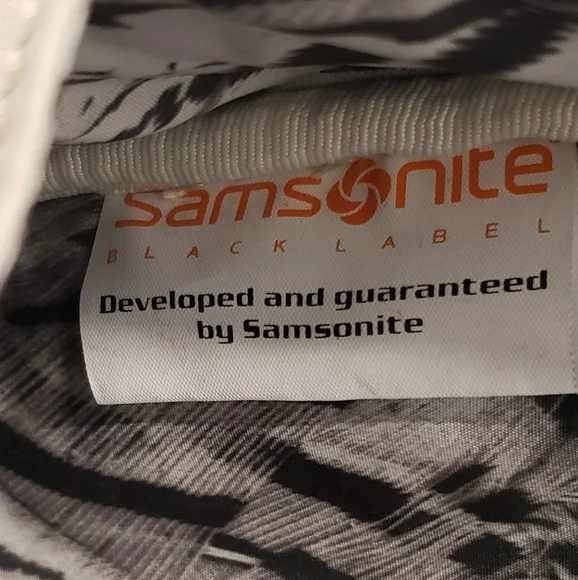 Samsonite
BLACK LABEL
Developed and guaranteed
by Samsonite